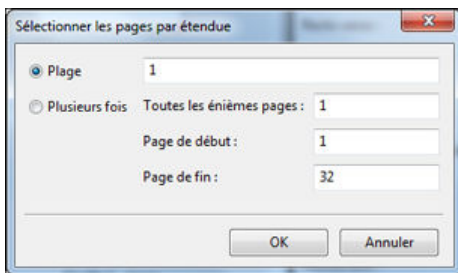 Sélectionner les pages par étendue
Plage 1
Plusieurs fois Toutes les énièmes pages : 1
Page de début : 1
Page de fin : 32
OK Annuler